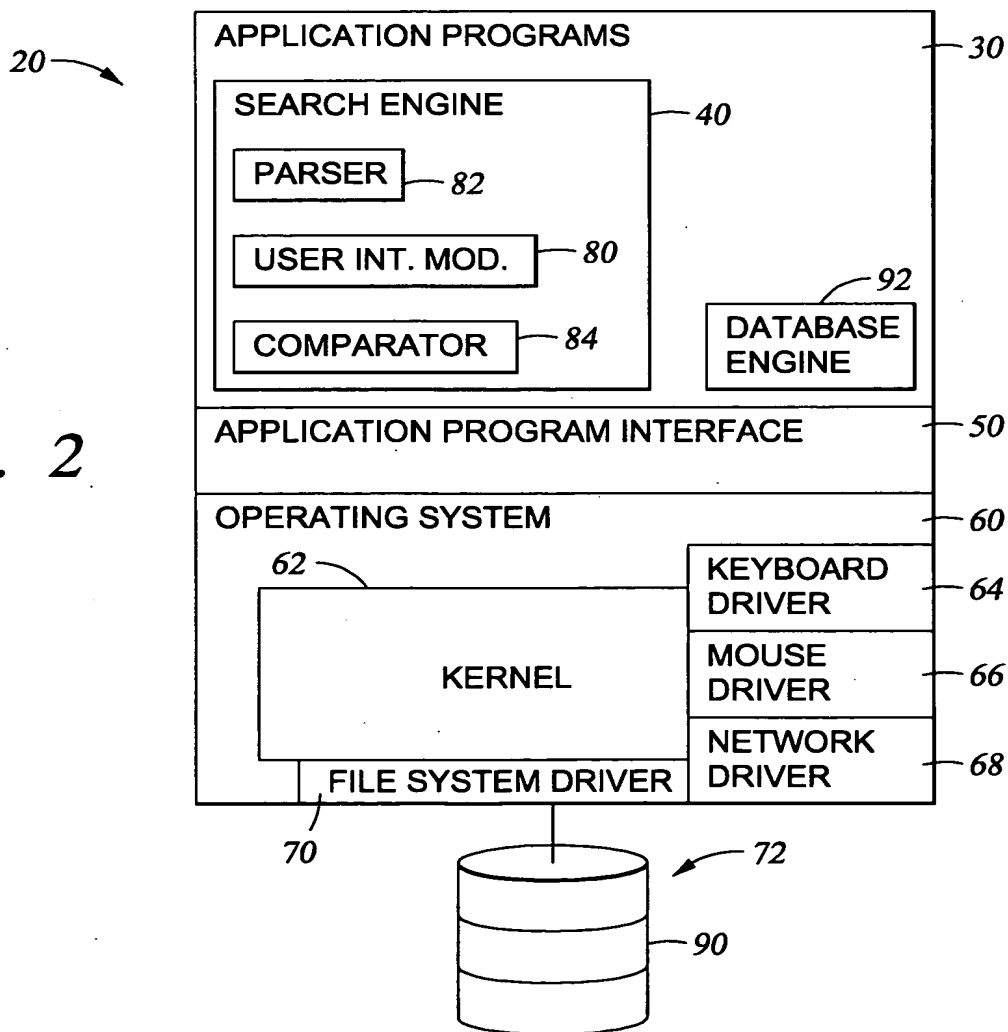 APPLICATION PROGRAMS
30
20
SEARCH ENGINE
40
PARSER
82
USER INT. MOD.
80
92
COMPARATOR
84
DATABASE
ENGINE
. 2
APPLICATION PROGRAM INTERFACE
50
OPERATING SYSTEM
60
62
KEYBOARD
DRIVER
64
KERNEL
MOUSE
DRIVER
66
NETWORK
DRIVER
68
FILE SYSTEM DRIVER
70
72
90